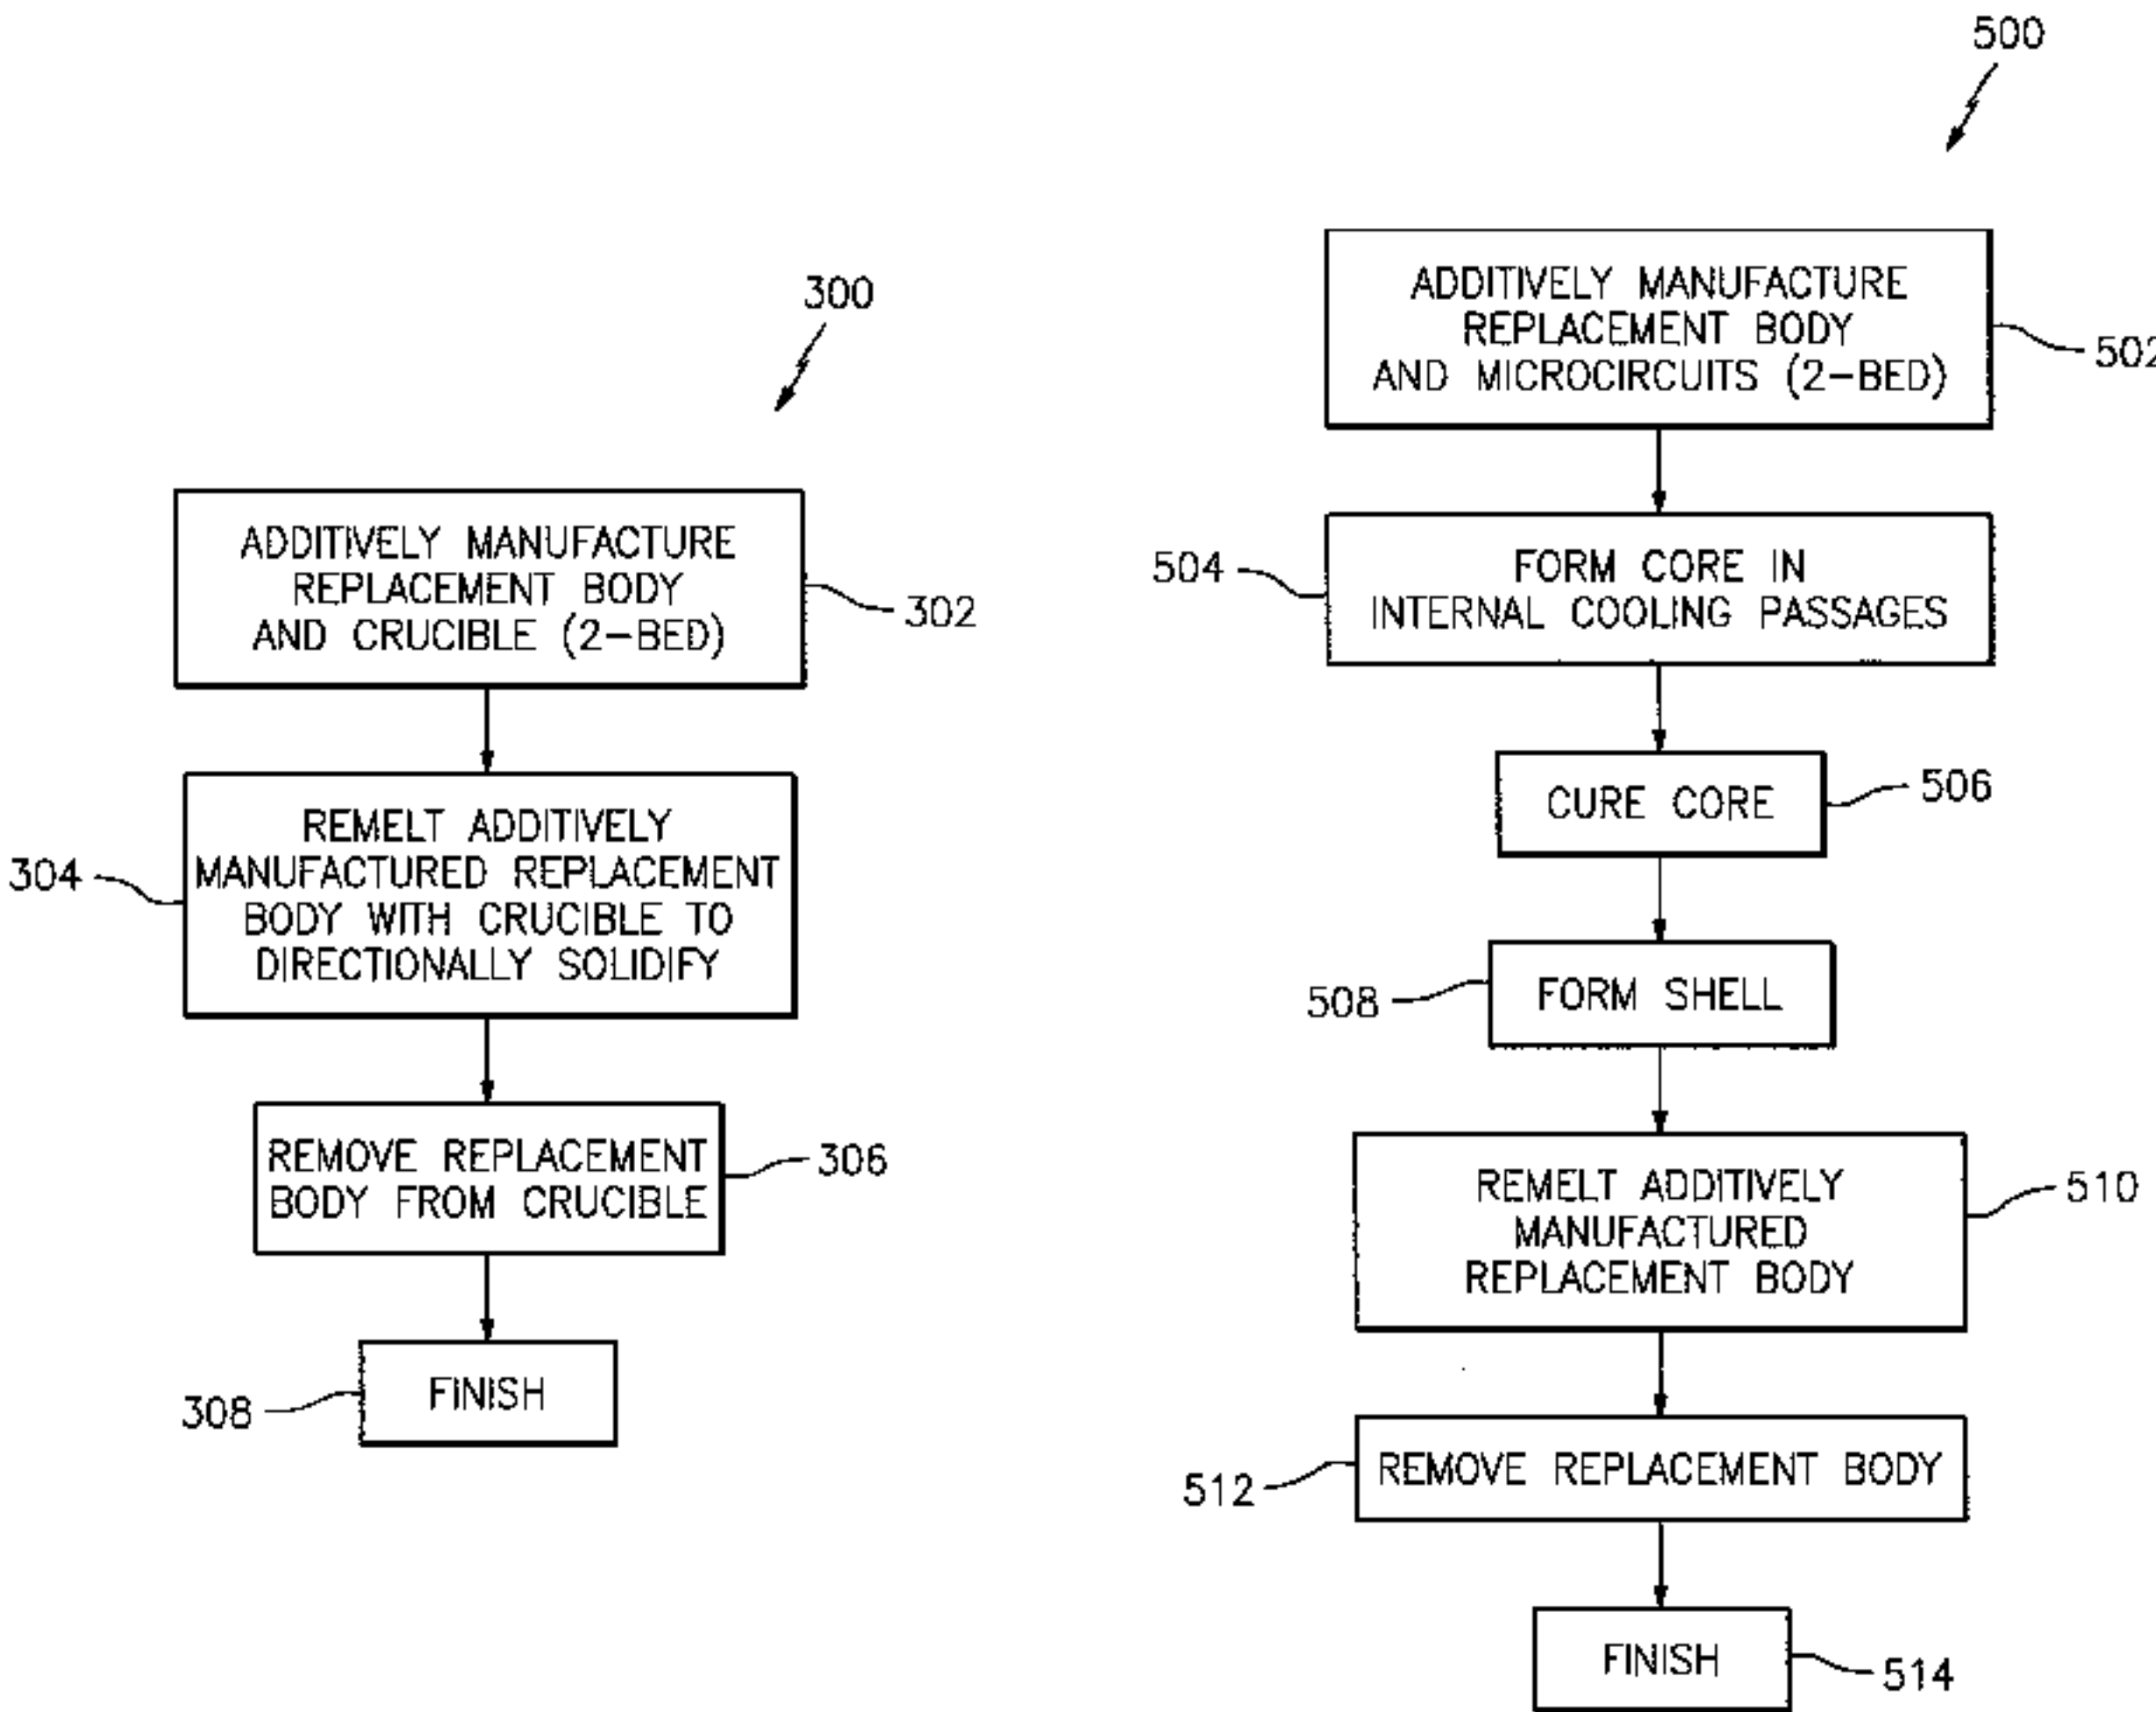 300
ADDITIVELY MANUFACTURE
REPLACEMENT BODY
AND CRUCIBLE (2-BED)
302
REMELT ADDITIVELY
MANUFACTURED REPLACEMENT
BODY WITH CRUCIBLE TO
DIRECTIONALLY SOLIDIFY
304
REMOVE REPLACEMENT
BODY FROM CRUCIBLE
306
FINISH
308
500
ADDITIVELY MANUFACTURE
REPLACEMENT BODY
AND MICROCIRCUITS (2-BED)
502
504
FORM CORE IN
INTERNAL COOLING PASSAGES
CURE CORE
506
508
FORM SHELL
REMELT ADDITIVELY
MANUFACTURED
REPLACEMENT BODY
510
512
REMOVE REPLACEMENT BODY
FINISH
514